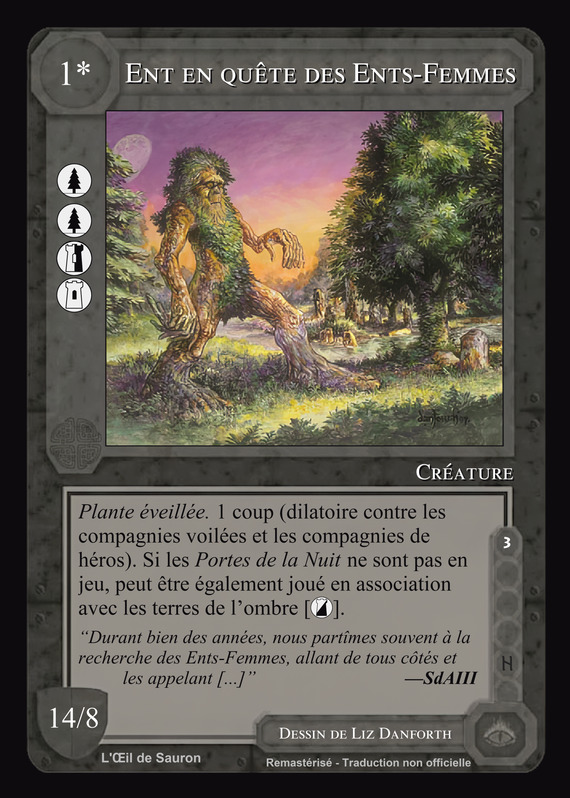 1*
ENT EN QUÊTE DES ENTS-FEMMES
CRÉATURE
Plante éveillée. 1 coup (dilatoire contre les
compagnies voilées et les compagnies de
héros). Si les Portes de la Nuit ne sont pas en
jeu, peut être également joué en association
avec les terres de l’ombre [ ].
“Durant bien des années, nous partîmes souvent à la
recherche des Ents-Femmes, allant de tous côtés et
les appelant [...]” —SdAIII
3
14/8
DESSIN DE LIZ DANFORTH
L'Œil de Sauron
Remastérisé - Traduction non officielle